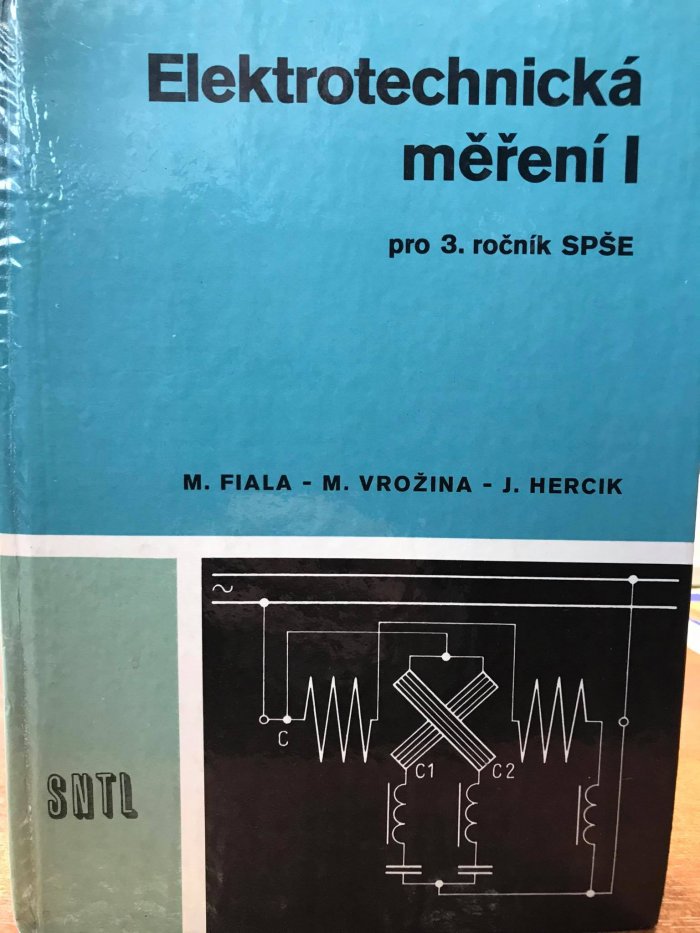 Elektrotechnická
měření I
pro 3. ročník SPŠE
M. FIALA - M. VROŽINA - J. HERCIK
~
C
C1 C2
SNTL